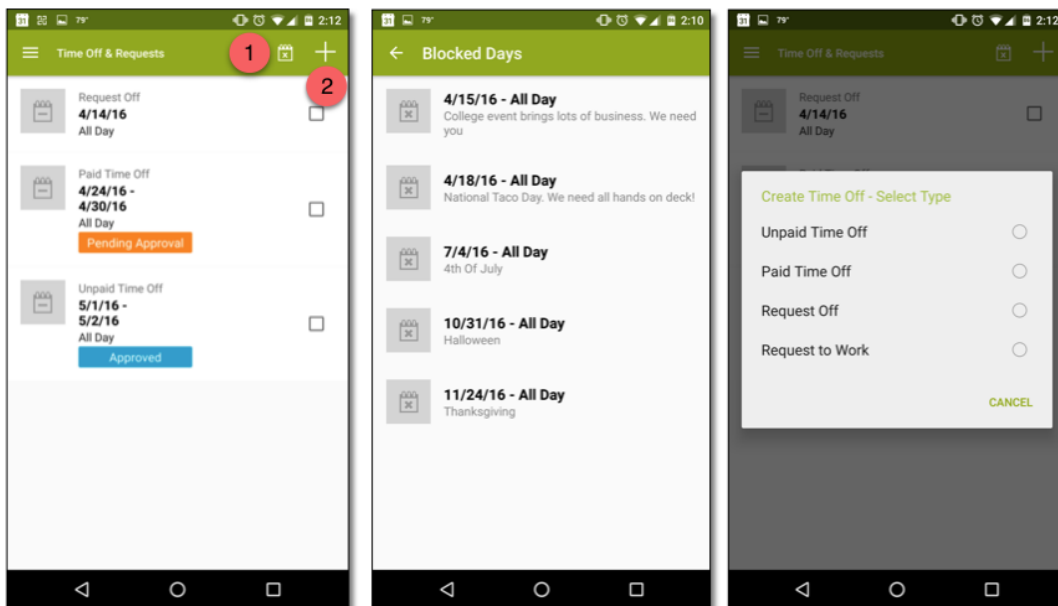 31 79° 2:12
Time Off & Requests
1
2
Request Off
4/14/16
All Day
Paid Time Off
4/24/16 -
4/30/16
All Day
Pending Approval
Unpaid Time Off
5/1/16 -
5/2/16
All Day
Approved
31 79° 2:10
Blocked Days
4/15/16 - All Day
College event brings lots of business. We need
you
4/18/16 - All Day
National Taco Day. We need all hands on deck!
7/4/16 - All Day
4th Of July
10/31/16 - All Day
Halloween
11/24/16 - All Day
Thanksgiving
31 79° 2:12
Time Off & Requests
Request Off
4/14/16
All Day
Create Time Off - Select Type
Unpaid Time Off
Paid Time Off
Request Off
Request to Work
CANCEL